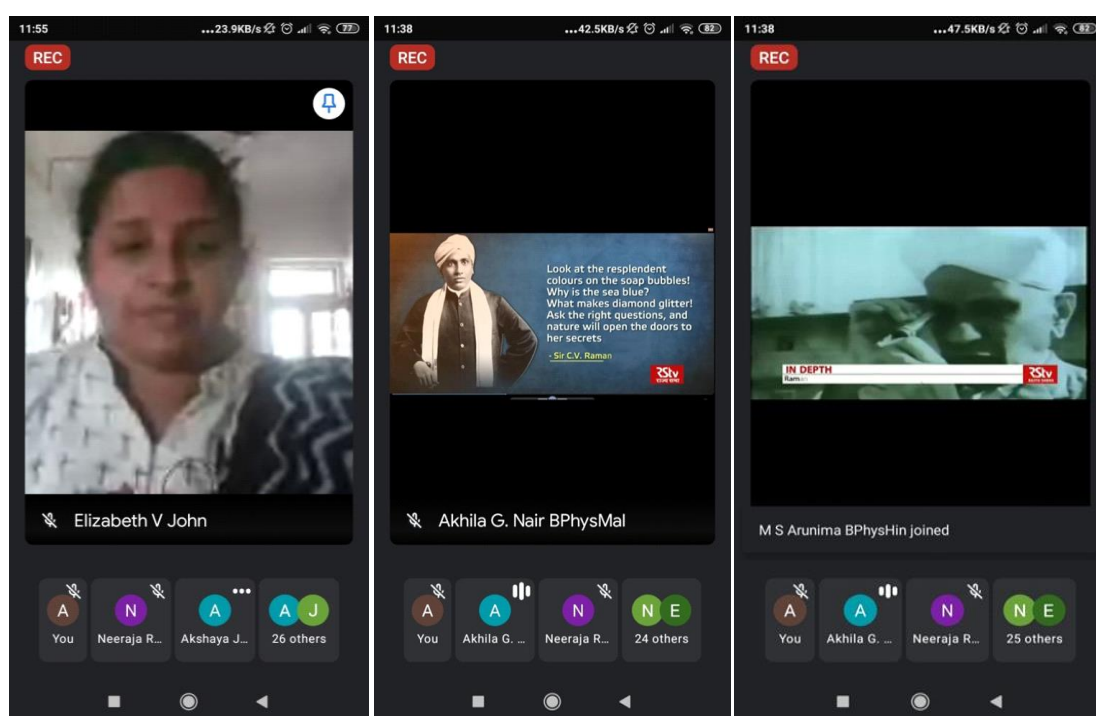 11:55
...23.9KB/s
77
REC
Elizabeth V John
A
N
A
A J
You
Neeraja R...
Akshaya J...
26 others
11:38
...42.5KB/s
82
REC
Look at the resplendent
colours on the soap bubbles!
Why is the sea blue?
What makes diamond glitter!
Ask the right questions, and
nature will open the doors to
her secrets
- Sir C.V. Raman
RStv
Akhila G. Nair BPhysMal
A
A
N
N E
You
Akhila G. ...
Neeraja R...
24 others
11:38
...47.5KB/s
82
REC
IN DEPTH
Raman
RStv
M S Arunima BPhysHin joined
A
A
N
N E
You
Akhila G. ...
Neeraja R...
25 others